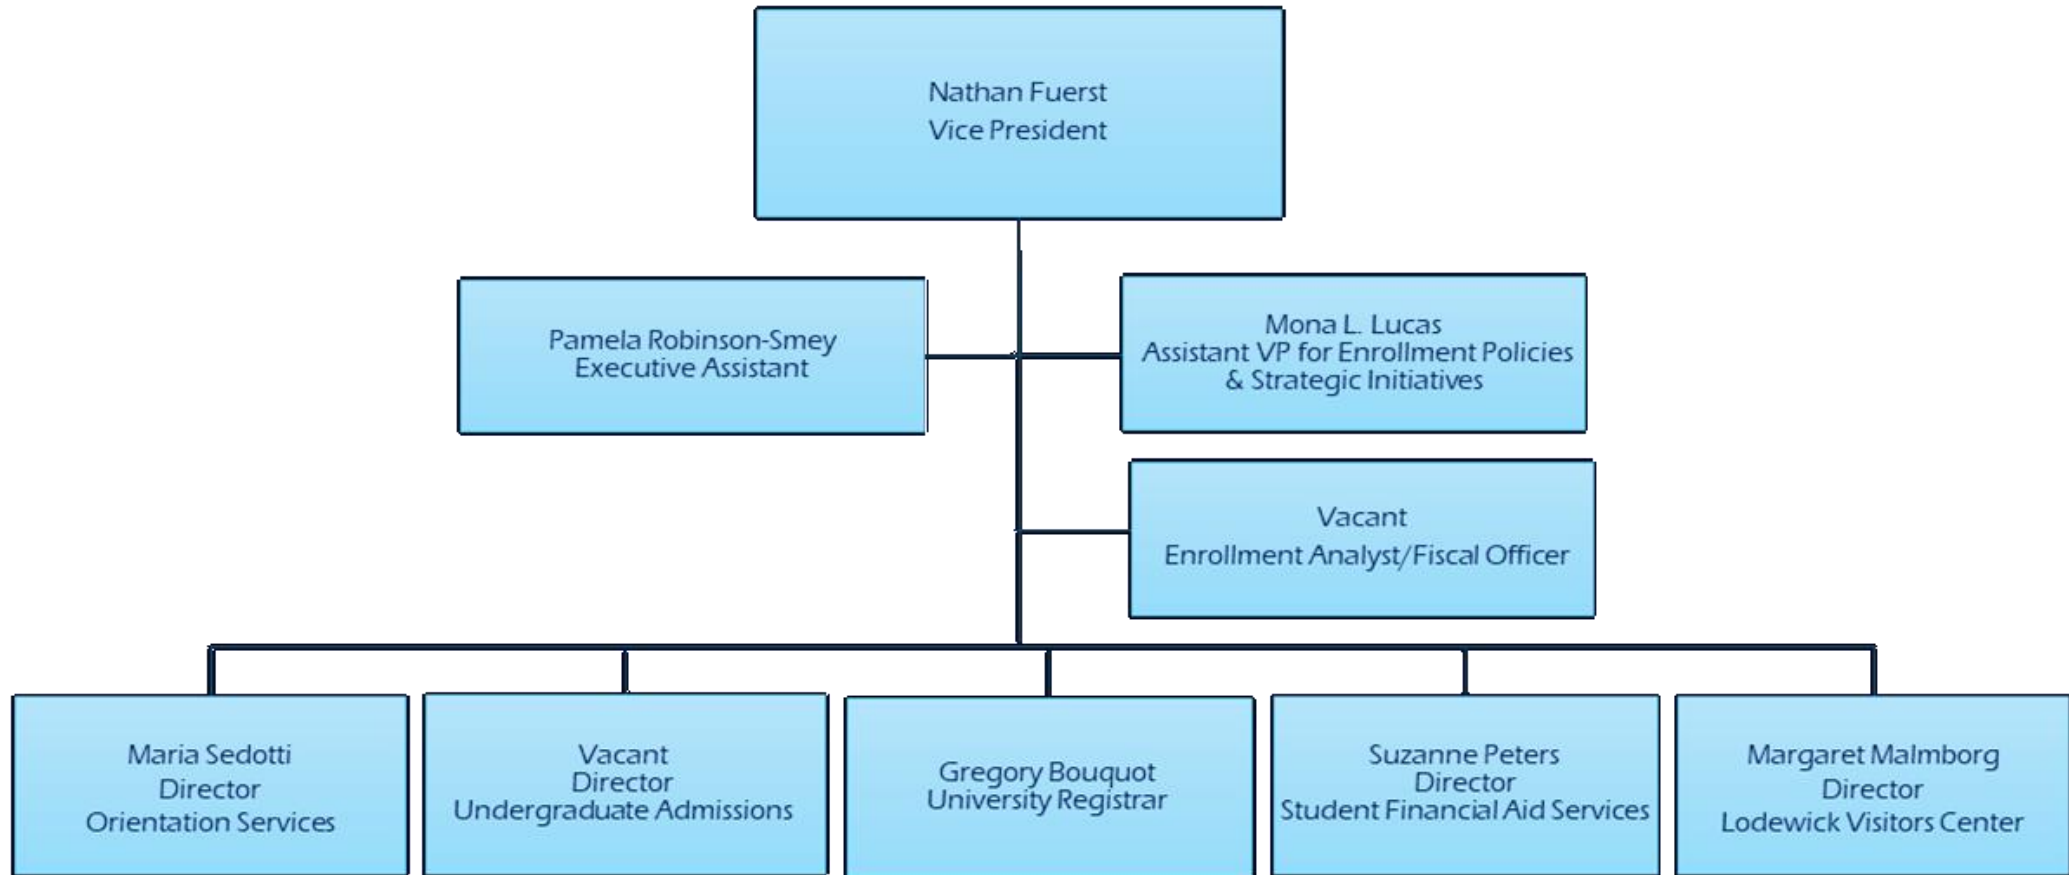 Nathan Fuerst
Vice President
Pamela Robinson-Smey
Executive Assistant
Mona L. Lucas
Assistant VP for Enrollment Policies
& Strategic Initiatives
Vacant
Enrollment Analyst/Fiscal Officer
Maria Sedotti
Director
Orientation Services
Vacant
Director
Undergraduate Admissions
Gregory Bouquot
University Registrar
Suzanne Peters
Director
Student Financial Aid Services
Margaret Malmborg
Director
Lodewick Visitors Center